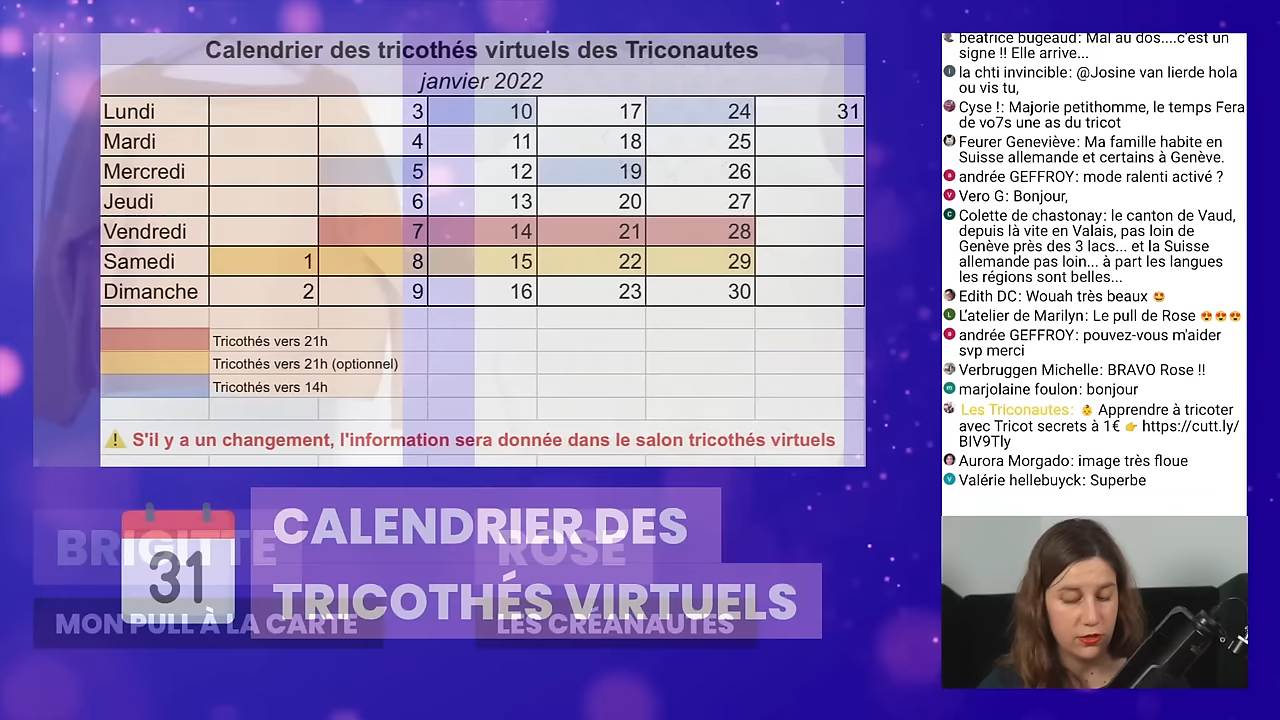 Calendrier des tricothés virtuels des Triconautes
janvier 2022
Lundi 3 10 17 24 31
Mardi 4 11 18 25
Mercredi 5 12 19 26
Jeudi 6 13 20 27
Vendredi 7 14 21 28
Samedi 1 8 15 22 29
Dimanche 2 9 16 23 30
Tricothés vers 21h
Tricothés vers 21h (optionnel)
Tricothés vers 14h
S'il y a un changement, l'information sera donnée dans le salon tricothés virtuels
31
CALENDRIER DES
TRICOTHÉS VIRTUELS
BRIGITTE
MON PULL À LA CARTE
ROSE
LES CRÉANAUTES
beatrice bugeaud: Mal au dos....c'est un
signe !! Elle arrive...
la chti invincible: @Josine van lierde hola
ou vis tu,
Cyse !: Majorie petithomme, le temps Fera
de vo7s une as du tricot
Feurer Geneviève: Ma famille habite en
Suisse allemande et certains à Genève.
andrée GEFFROY: mode ralenti activé ?
Vero G: Bonjour,
Colette de chastonay: le canton de Vaud,
depuis là vite en Valais, pas loin de
Genève près des 3 lacs... et la Suisse
allemande pas loin... à part les langues
les régions sont belles...
Edith DC: Wouah très beaux 🤩
L'atelier de Marilyn: Le pull de Rose 😍😍😍
andrée GEFFROY: pouvez-vous m'aider
svp merci
Verbruggen Michelle: BRAVO Rose !!
marjolaine foulon: bonjour
Les Triconautes: 👶 Apprendre à tricoter
avec Tricot secrets à 1€ 👉 https://cutt.ly/
BIV9Tly
Aurora Morgado: image très floue
Valérie hellebuyck: Superbe